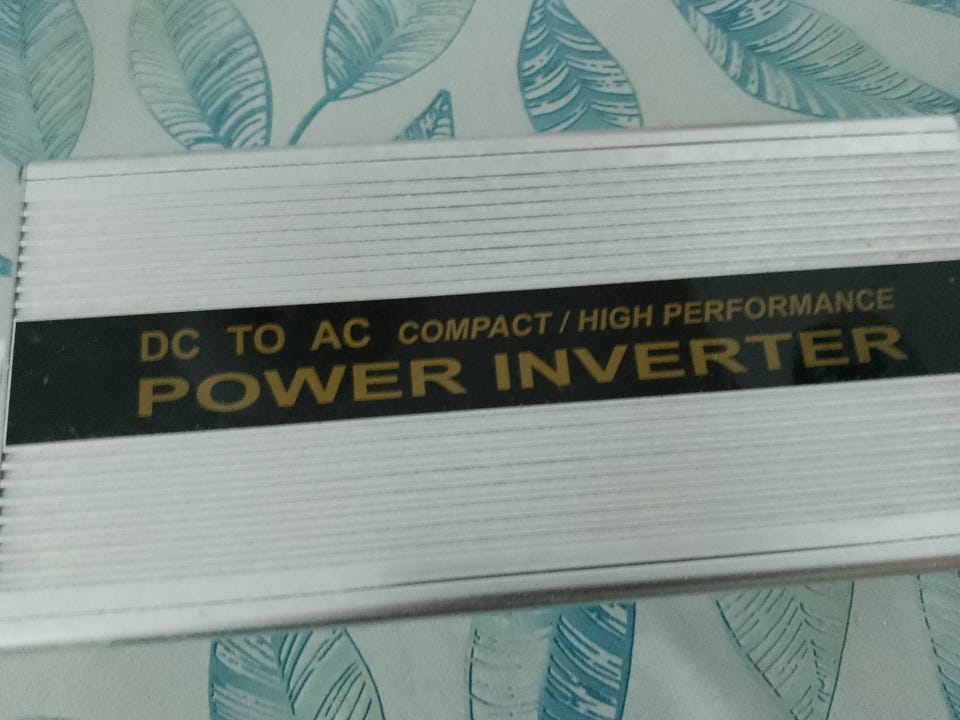 DC TO AC COMPACT / HIGH PERFORMANCE
POWER INVERTER